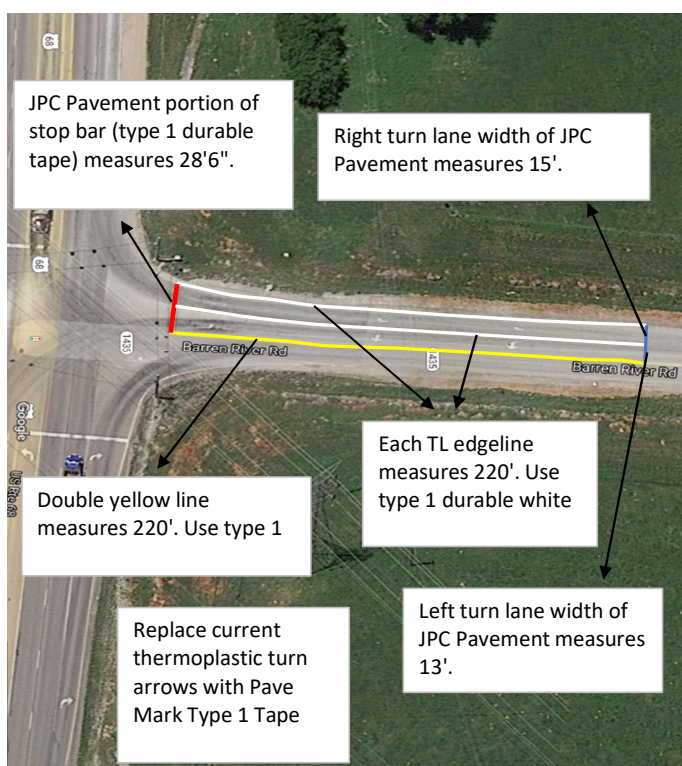 68
JPC Pavement portion of
stop bar (type 1 durable
tape) measures 28'6".
Right turn lane width of JPC
Pavement measures 15'.
68
1435
Barren River Rd
1435
Barren River Rd
Google
US Rte 68
Each TL edgeline
measures 220'. Use
type 1 durable white
Double yellow line
measures 220'. Use type 1
Left turn lane width of
JPC Pavement measures
13'.
Replace current
thermoplastic turn
arrows with Pave
Mark Type 1 Tape